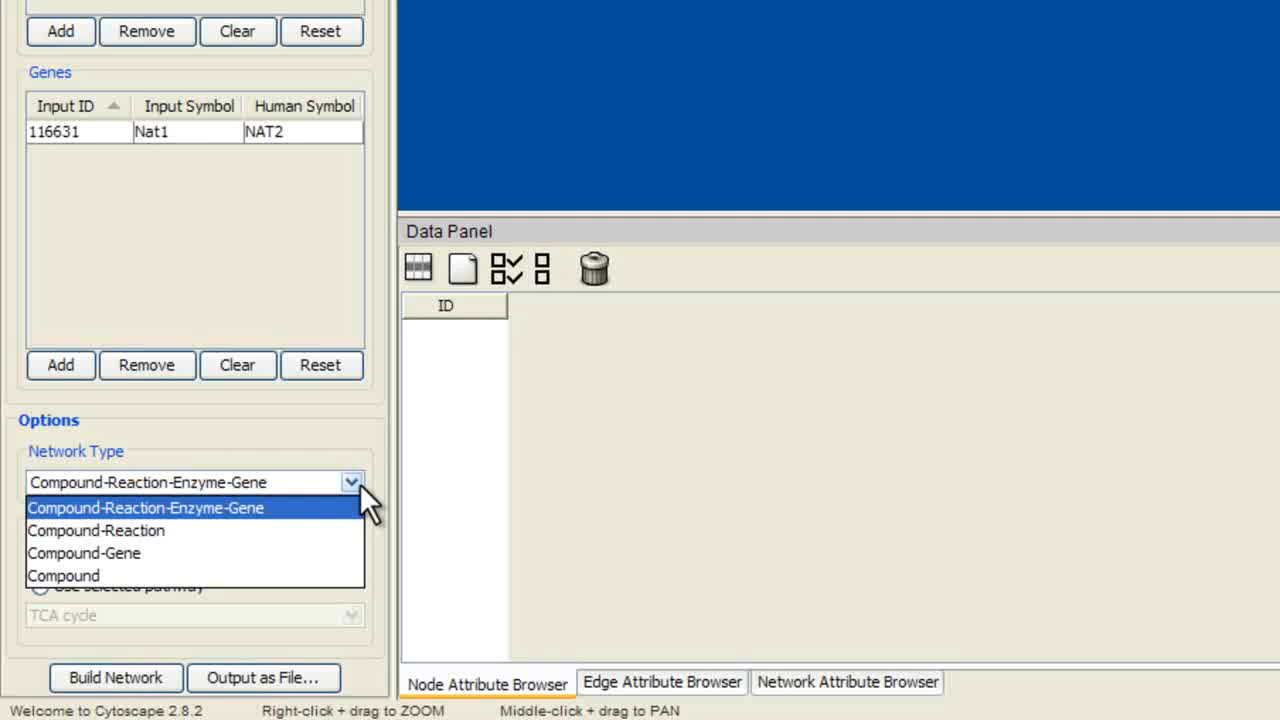 Add Remove Clear Reset
Genes
Input ID Input Symbol Human Symbol
116631 Nat1 NAT2
Add Remove Clear Reset
Options
Network Type
Compound-Reaction-Enzyme-Gene
Compound-Reaction-Enzyme-Gene
Compound-Reaction
Compound-Gene
Compound
Use selected pathway
TCA cycle
Build Network Output as File...
Data Panel
ID
Node Attribute Browser Edge Attribute Browser Network Attribute Browser
Welcome to Cytoscape 2.8.2 Right-click + drag to ZOOM Middle-click + drag to PAN